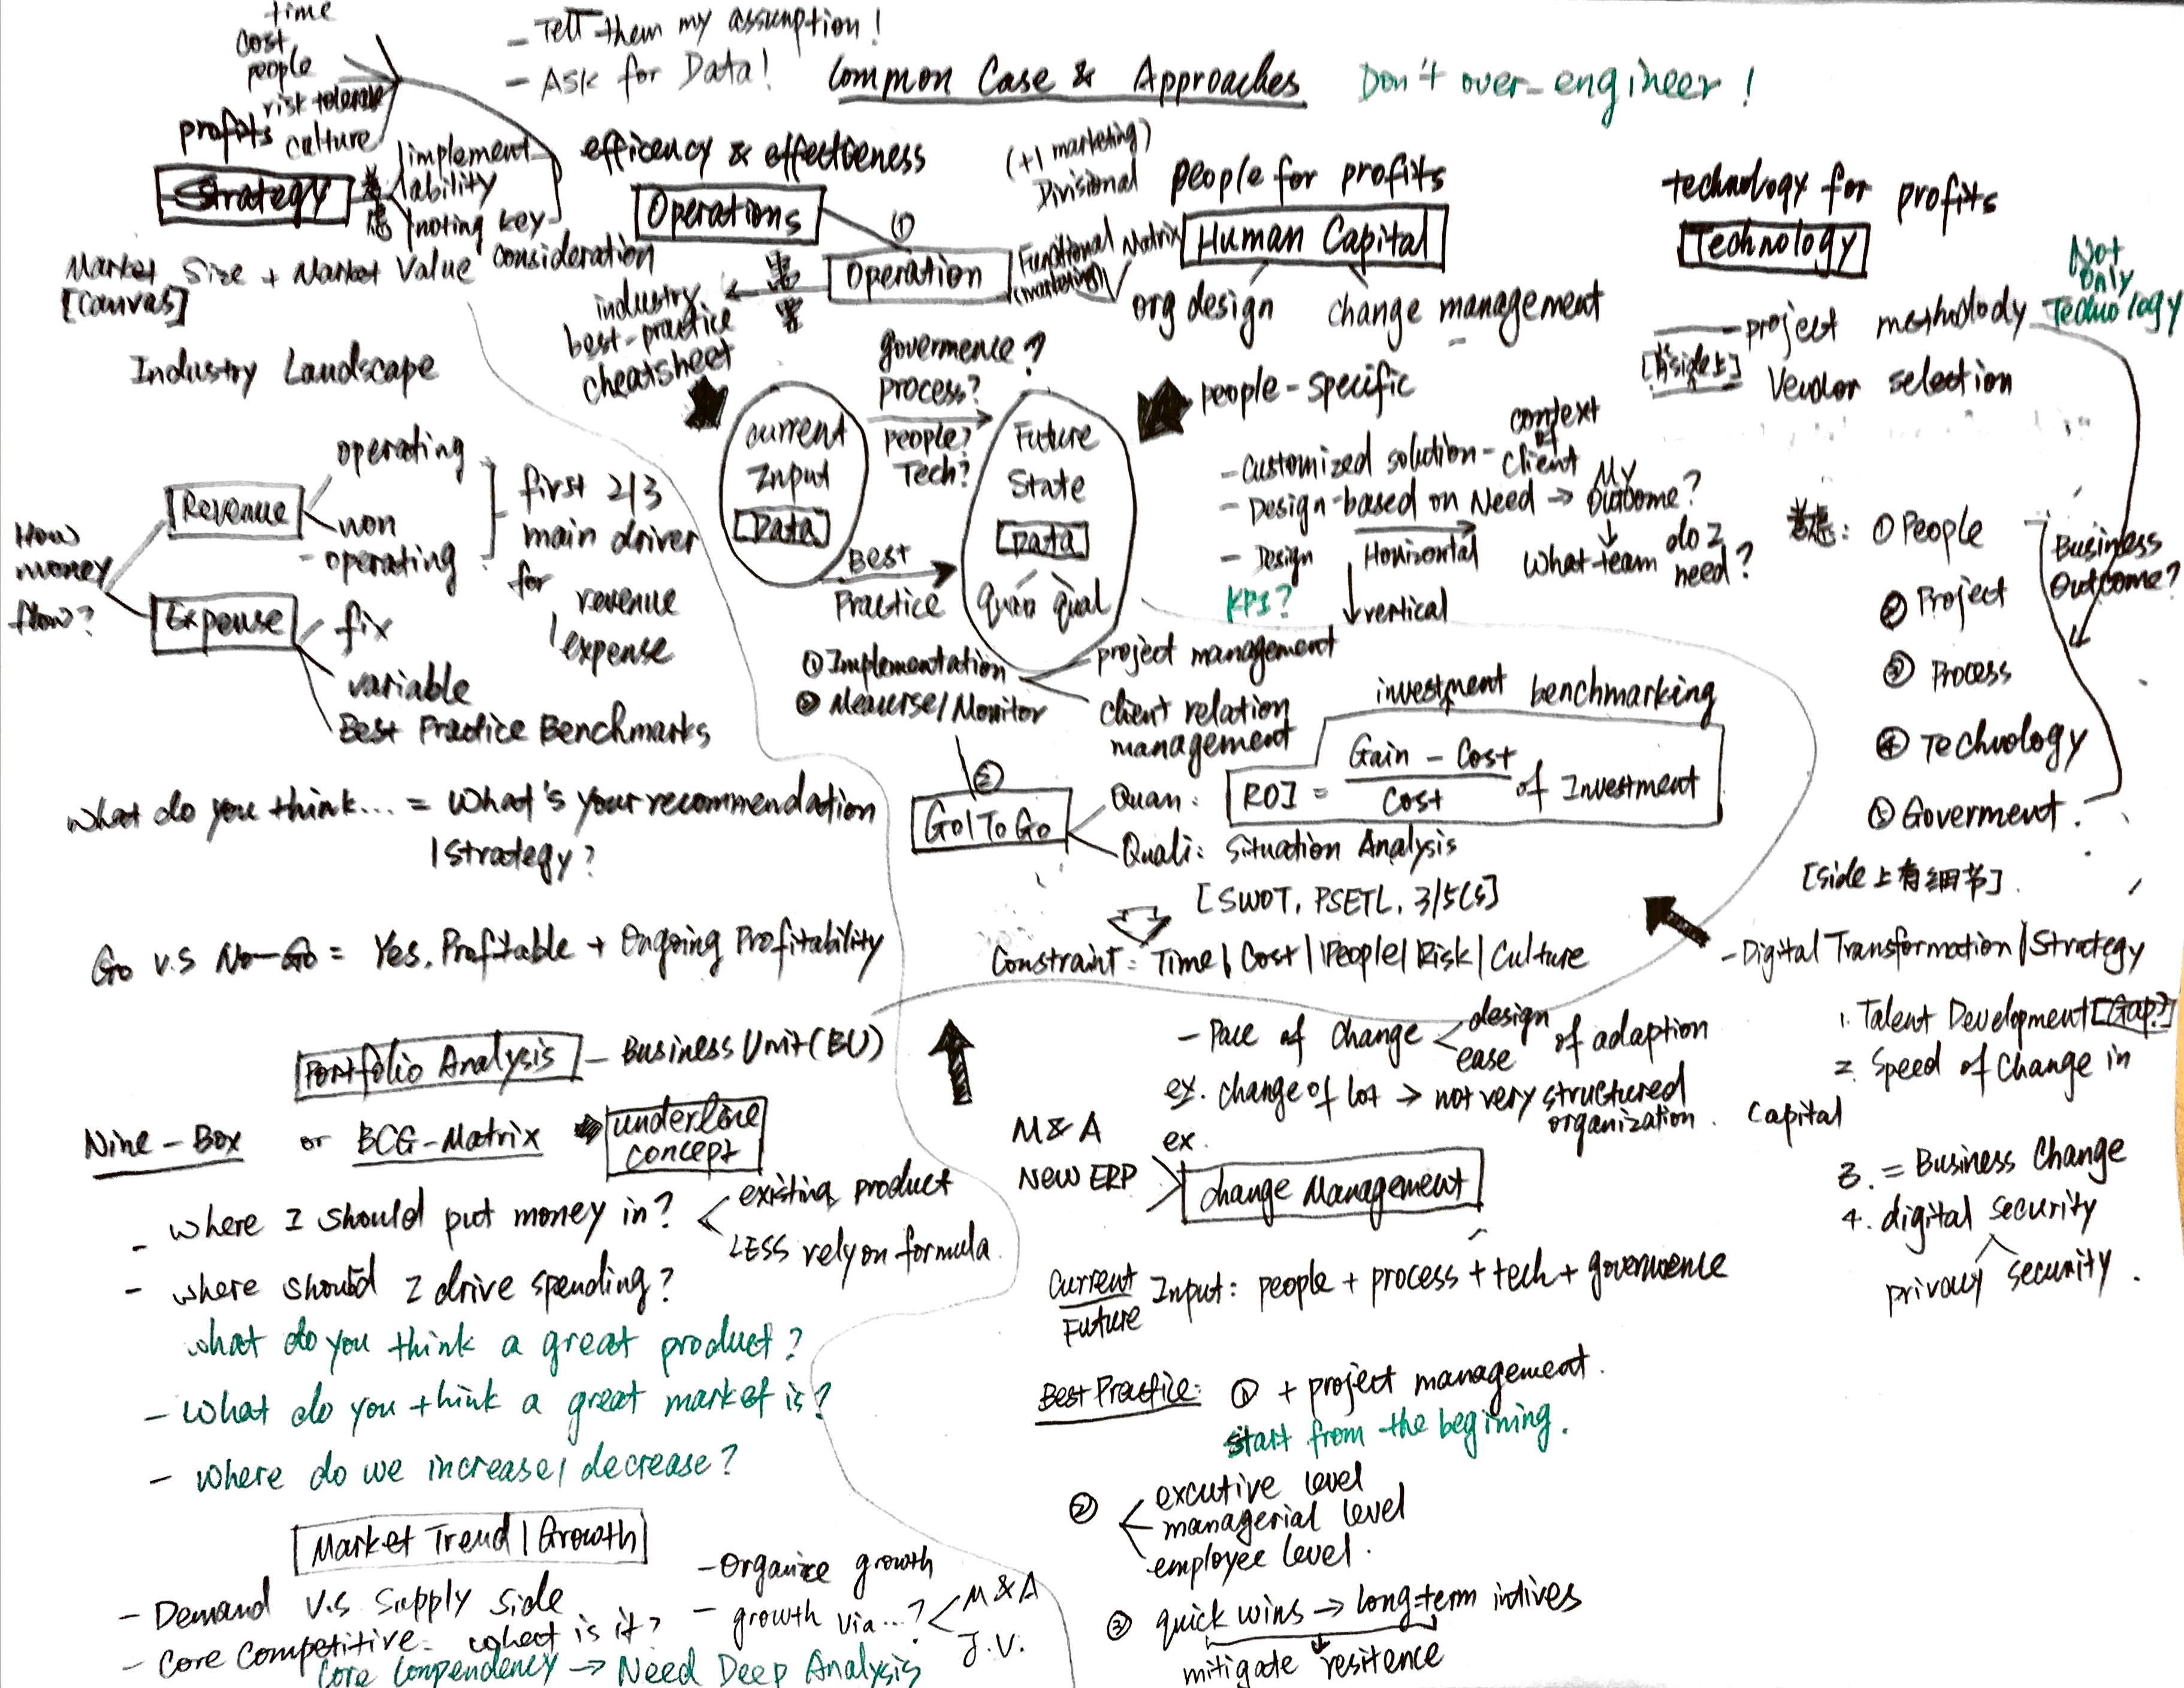 time
cost
people
risk tolerance
culture
profits
- Tell them my assumption!
- Ask for Data!
Common Case & Approaches
Don't over-engineer!
Strategy
考虑
implement
ability
noting key
consideration
Market Size + Market Value
[Canvas]
Industry Landscape
How
money
flow?
Revenue
operating
non
-operating
Expense
fix
variable
Best Practice Benchmarks
first 2/3
main driver
for
revenue
/expense
What do you think... = What's your recommendation
/strategy?
Go v.s No-Go = Yes. Profitable + Ongoing Profitability
Portfolio Analysis - Business Unit (BU)
Nine-Box or BCG-Matrix
underline
concept
- where I should put money in?
existing product
LESS rely on formula
- where should I drive spending?
what do you think a great product?
- What do you think a great market is?
- where do we increase/decrease?
Market Trend / Growth
- Demand v.s Supply side
- Core Competitive. what is it?
Core Compendency → Need Deep Analysis
- Organize growth
- growth via...?
M&A
J.V.
efficency & effectieness
Operations
①
Operation
industry
best-practice
cheatsheet
(+1 marketing)
Divisional
Functional
(marketing)
Matrix
current
Input
Data
govermence?
process?
people?
Tech?
Best
Practice
Future
State
Data
quan qual
① Implementation
② Measurse/Monitor
project management
client relation
management
②
Go/To Go
Quan:
ROI = Gain - Cost / Cost of Investment
investment benchmarking
Quali: Situation Analysis
[SWOT, PSETL, 3/5Cs]
Constraint: Time / Cost / People / Risk / Culture
people for profits
Human Capital
org design
change management
people-specific
- customized solution - client
context
of
- Design-based on Need → Outcome?
My
- Design
Horizontal
vertical
What team do I
need?
KPI?
- Pace of change
design
ease
of adaption
ex. change of lot → not very structured
organization.
M&A
ex.
NEW ERP
Change Management
Current
Future
Input: people + process + tech + governence
Best Practice: ① + project management.
start from the begining.
②
excutive level
managerial level
employee level.
③ quick wins → long-term intives
mitigate resitence
technology for profits
Technology
- project metholody
Not
only
Technology
Vendor selection
考虑: ① People
② Project
③ Process
④ Technology
⑤ Goverment.
Business
Outcome?
[side上有细节].
- Digital Transformation / Strategy
1. Talent Development [Gap?]
2. Speed of Change in
Capital
3. = Business Change
4. digital security
privacy security.